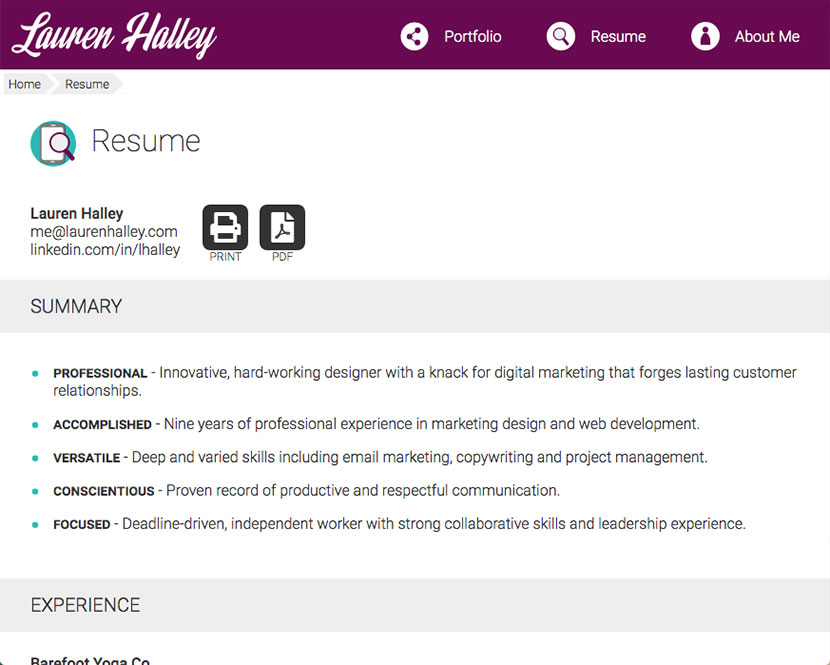 Lauren Halley
Portfolio
Resume
About Me
Home
Resume
Resume
Lauren Halley
me@laurenhalley.com
linkedin.com/in/lhalley
PRINT
PDF
SUMMARY
PROFESSIONAL - Innovative, hard-working designer with a knack for digital marketing that forges lasting customer
relationships.
ACCOMPLISHED - Nine years of professional experience in marketing design and web development.
VERSATILE - Deep and varied skills including email marketing, copywriting and project management.
CONSCIENTIOUS - Proven record of productive and respectful communication.
FOCUSED - Deadline-driven, independent worker with strong collaborative skills and leadership experience.
EXPERIENCE
Barefoot Yoga Co